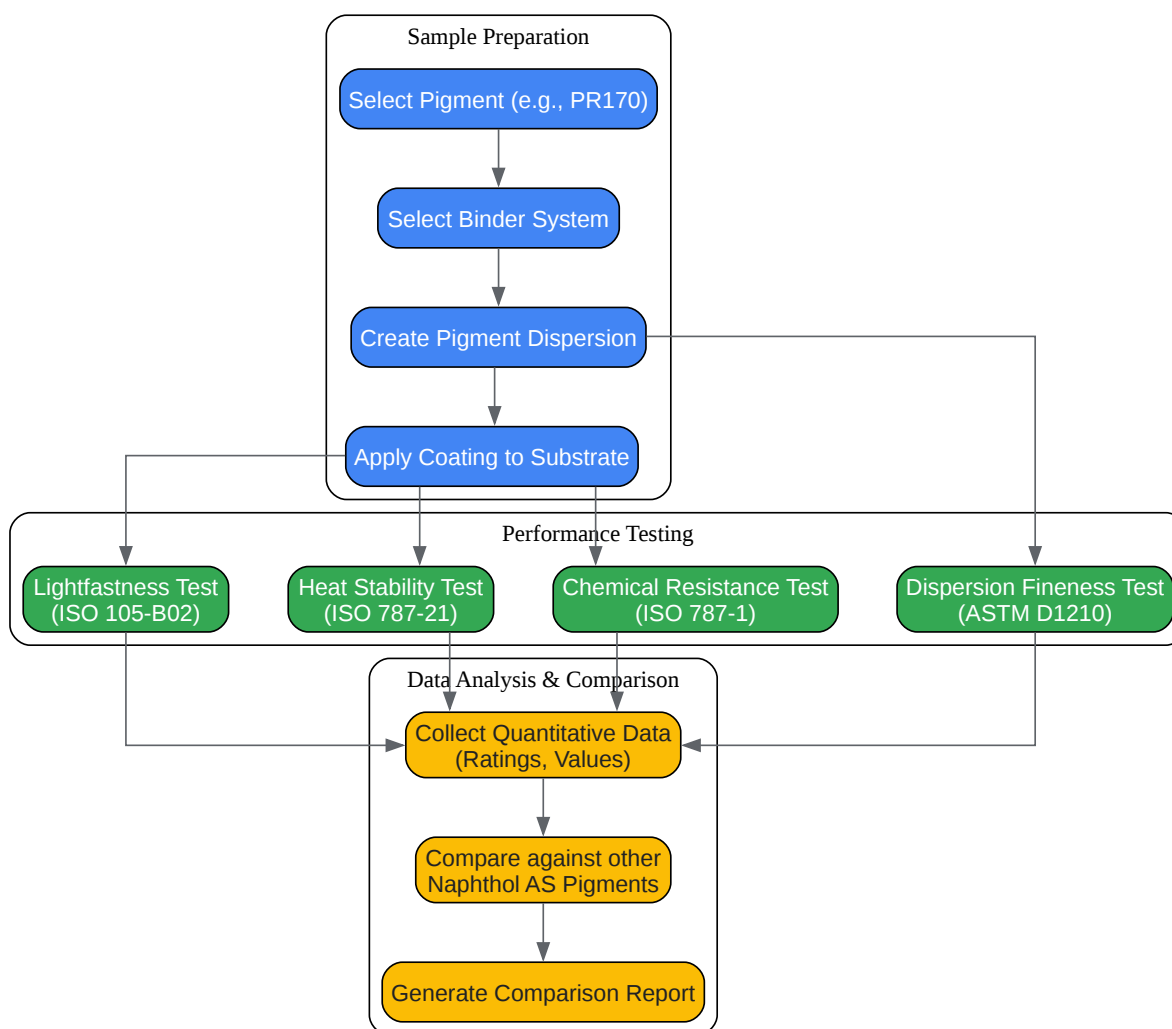 Sample Preparation
Select Pigment (e.g., PR170)
Select Binder System
Create Pigment Dispersion
Apply Coating to Substrate
Performance Testing
Lightfastness Test
(ISO 105-B02)
Heat Stability Test
(ISO 787-21)
Chemical Resistance Test
(ISO 787-1)
Dispersion Fineness Test
(ASTM D1210)
Data Analysis & Comparison
Collect Quantitative Data
(Ratings, Values)
Compare against other
Naphthol AS Pigments
Generate Comparison Report